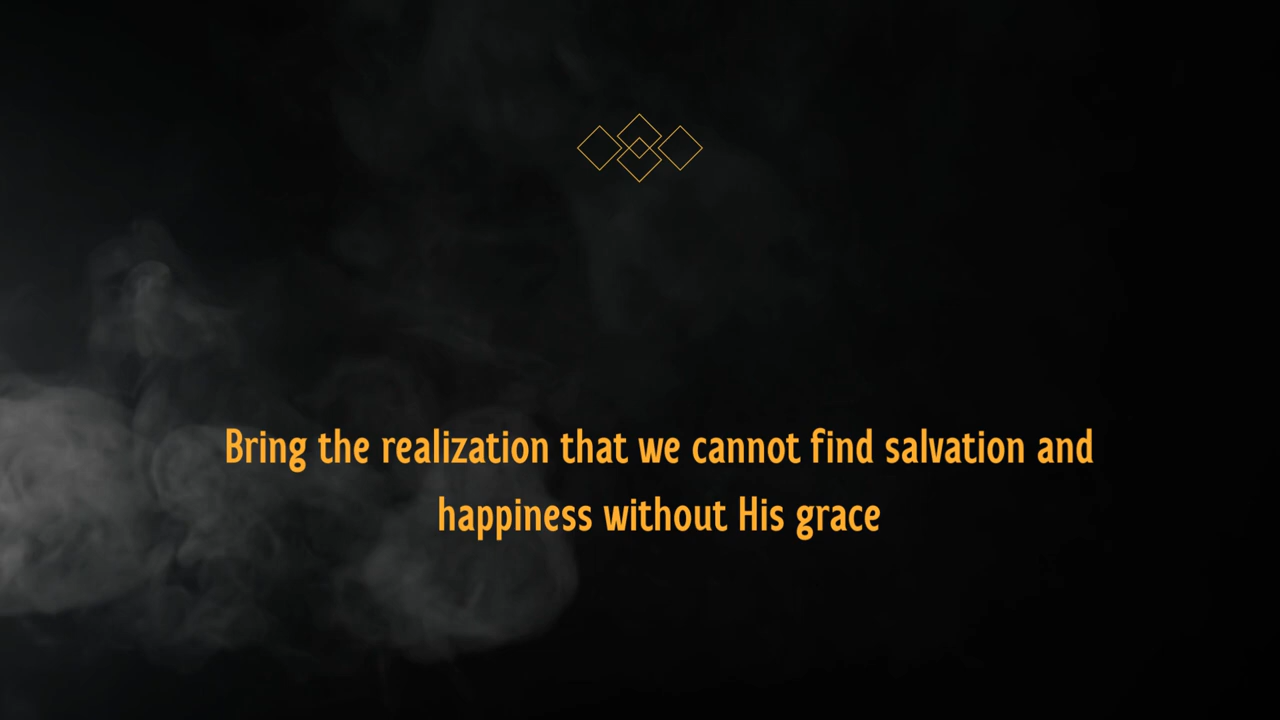 Bring the realization that we cannot find salvation and
happiness without His grace